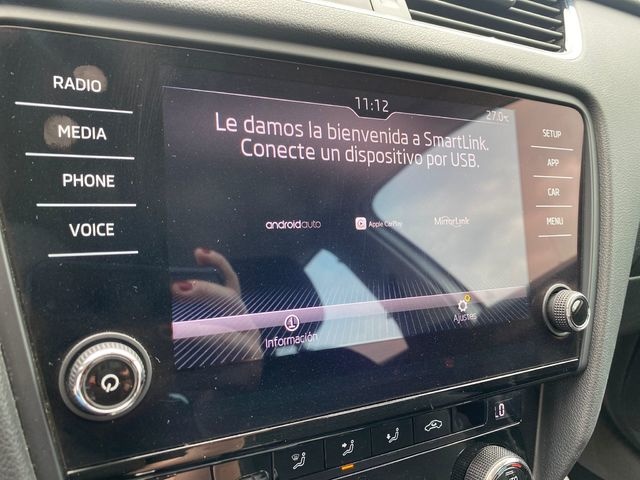 RADIO
MEDIA
PHONE
VOICE
11:12
27.0°C
Le damos la bienvenida a SmartLink.
Conecte un dispositivo por USB.
androidauto
Apple CarPlay
MirrorLink
Información
Ajustes
SETUP
APP
CAR
MENU
0